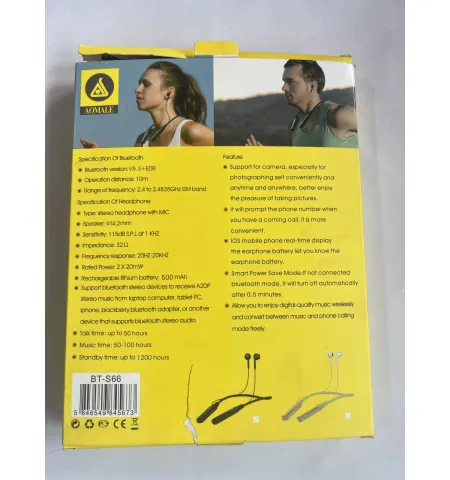 AOMALE
Specification Of Bluetooth
Bluetooth version: V5.3+EDR
Operation distance: 10m
Range of frequency: 2.4 to 2.4835GHz ISM band
Specification Of Headphone
Type: stereo headphone with MIC
Speaker: Φ14.2mm
Sensitivity: 115dB S.P.L at 1 KHZ
Impedance: 32Ω
Frequency response: 20HZ-20KHZ
Rated Power: 2 X 20mW
Rechargeable lithium battery: 500 mAh
Support bluetooth stereo devices to receive A2DP
stereo music from laptop computer, tablet PC,
iphone, blackberry, bluetooth adapter, or another
device that supports bluetooth stereo audio.
Talk time: up to 50 hours
Music time: 50-100 hours
Standby time: up to 1200 hours
Feature
Support for camera, especially for
photographing self conveniently and
anytime and anywhere, better enjoy
the pleasure of taking pictures.
It will prompt the phone number when
you have a coming call, it is more
convenient.
IOS mobile phone real-time display
the earphone battery let you know the
earphone battery.
Smart Power Save Mode: If not connected
bluetooth mode, it will turn off automatically
after 0.5 minutes.
Allow you to enjoy digital-quality music wirelessly
and convert between music and phone calling
mode freely.
BT-S66
5 846549 845673
CE